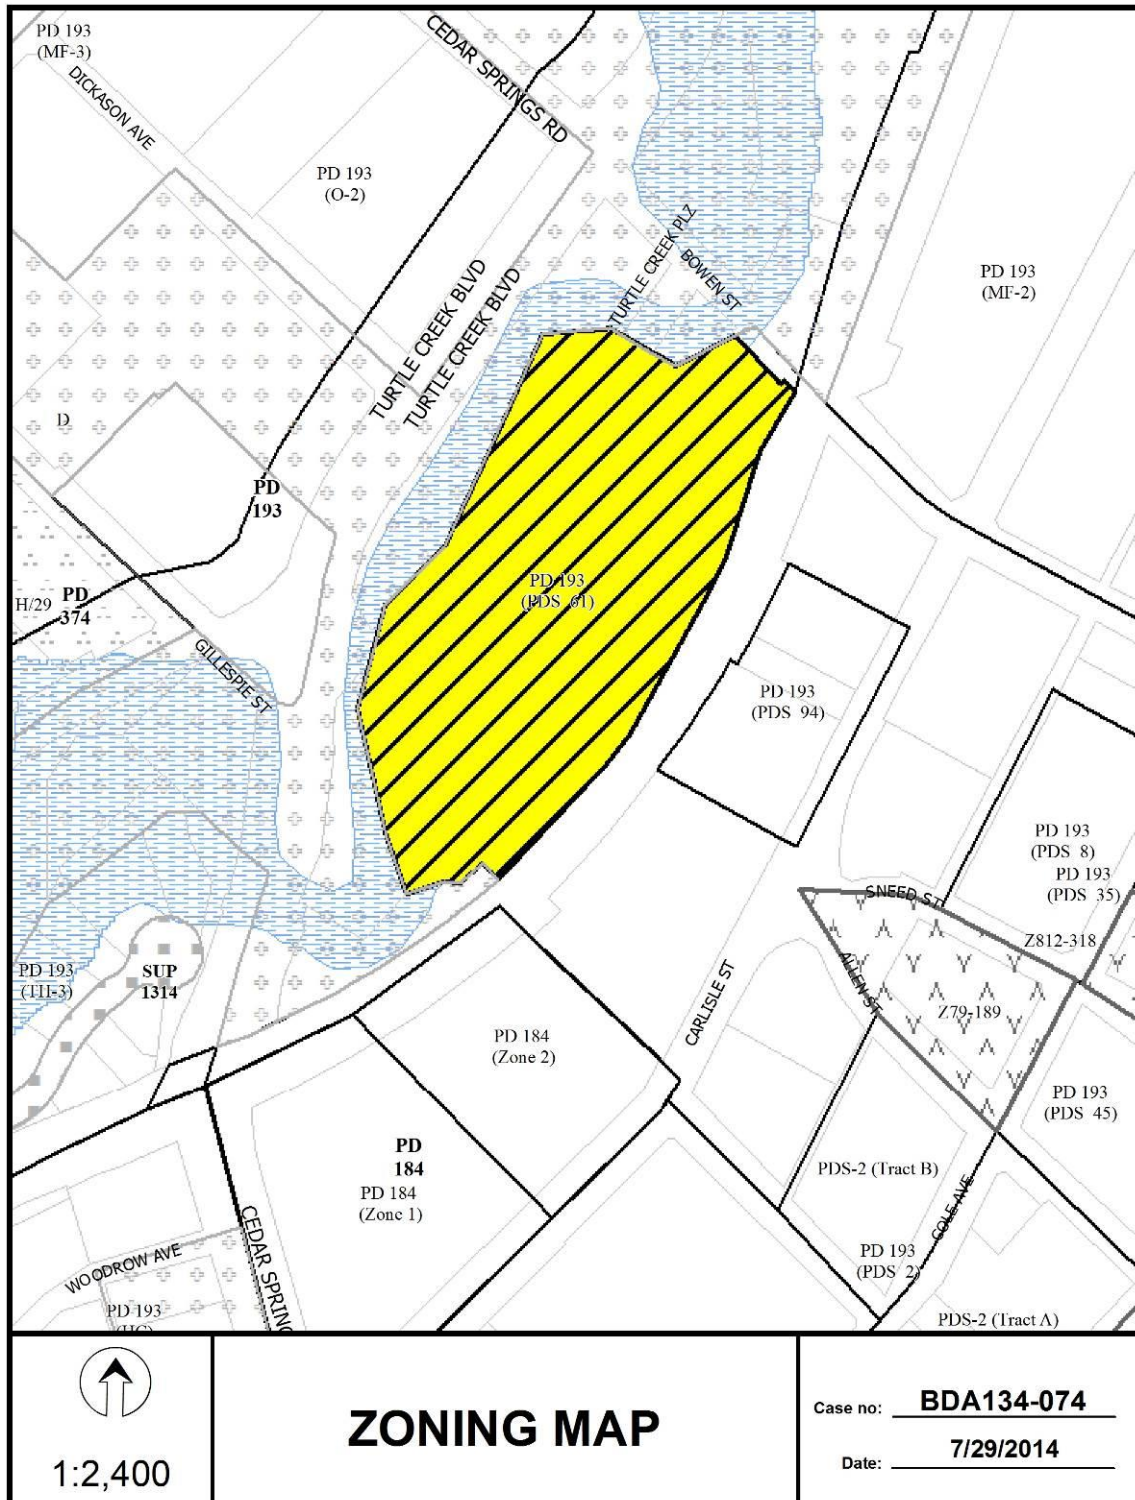 PD 193
(MF-3)
DICKASON AVE
CEDAR SPRINGS RD
PD 193
(O-2)
TURTLE CREEK PLZ
BOWEN ST
PD 193
(MF-2)
TURTLE CREEK BLVD
TURTLE CREEK BLVD
D
PD
193
PD 193
(PDS 61)
H/29
PD
374
GILLESPIE ST
PD 193
(PDS 94)
PD 193
(PDS 8)
PD 193
(PDS 35)
SNEED ST
Z812-318
ALLEN ST
Z79-189
PD 193
(TH-3)
SUP
1314
CARLISLE ST
PD 184
(Zone 2)
PD 193
(PDS 45)
PD
184
PD 184
(Zone 1)
PDS-2 (Tract B)
COLE AVE
CEDAR SPRING
WOODROW AVE
PD 193
(PDS 2)
PD 193
(HC)
PDS-2 (Tract A)
1:2,400
ZONING MAP
Case no: BDA134-074
Date: 7/29/2014